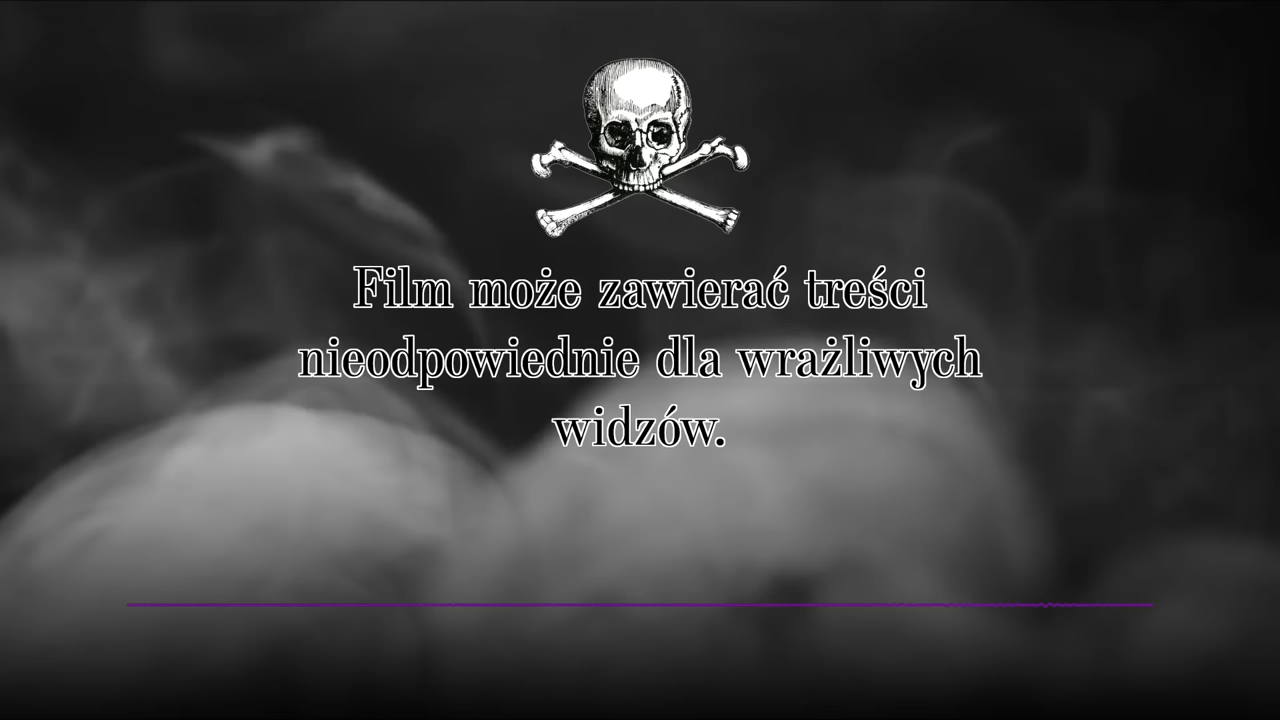 Film może zawierać treści
nieodpowiednie dla wrażliwych
widzów.